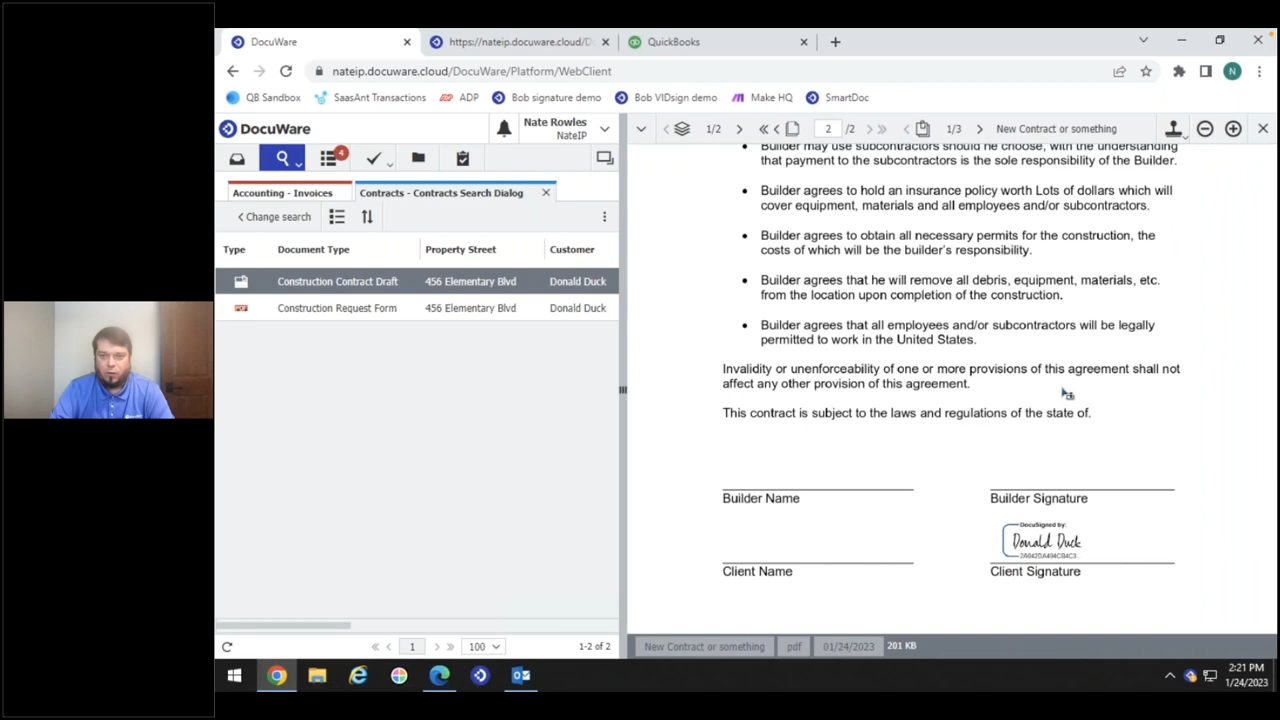 DocuWare
https://nateip.docuware.cloud/D
QuickBooks
nateip.docuware.cloud/DocuWare/Platform/WebClient
N
QB Sandbox
SaasAnt Transactions
ADP
Bob signature demo
Bob VIDsign demo
Make HQ
SmartDoc
DocuWare
Nate Rowles
NateIP
4
Accounting - Invoices
Contracts - Contracts Search Dialog
Change search
Type Document Type Property Street Customer
Construction Contract Draft 456 Elementary Blvd Donald Duck
PDF Construction Request Form 456 Elementary Blvd Donald Duck
1 100 1-2 of 2
1/2 2 /2 1/3 New Contract or something
• Builder may use subcontractors should he choose, with the understanding
that payment to the subcontractors is the sole responsibility of the Builder.
• Builder agrees to hold an insurance policy worth Lots of dollars which will
cover equipment, materials and all employees and/or subcontractors.
• Builder agrees to obtain all necessary permits for the construction, the
costs of which will be the builder's responsibility.
• Builder agrees that he will remove all debris, equipment, materials, etc.
from the location upon completion of the construction.
• Builder agrees that all employees and/or subcontractors will be legally
permitted to work in the United States.
Invalidity or unenforceability of one or more provisions of this agreement shall not
affect any other provision of this agreement.
This contract is subject to the laws and regulations of the state of.
Builder Name Builder Signature
DocuSigned by:
Donald Duck
Client Name Client Signature
New Contract or something pdf 01/24/2023 201 KB
2:21 PM
1/24/2023